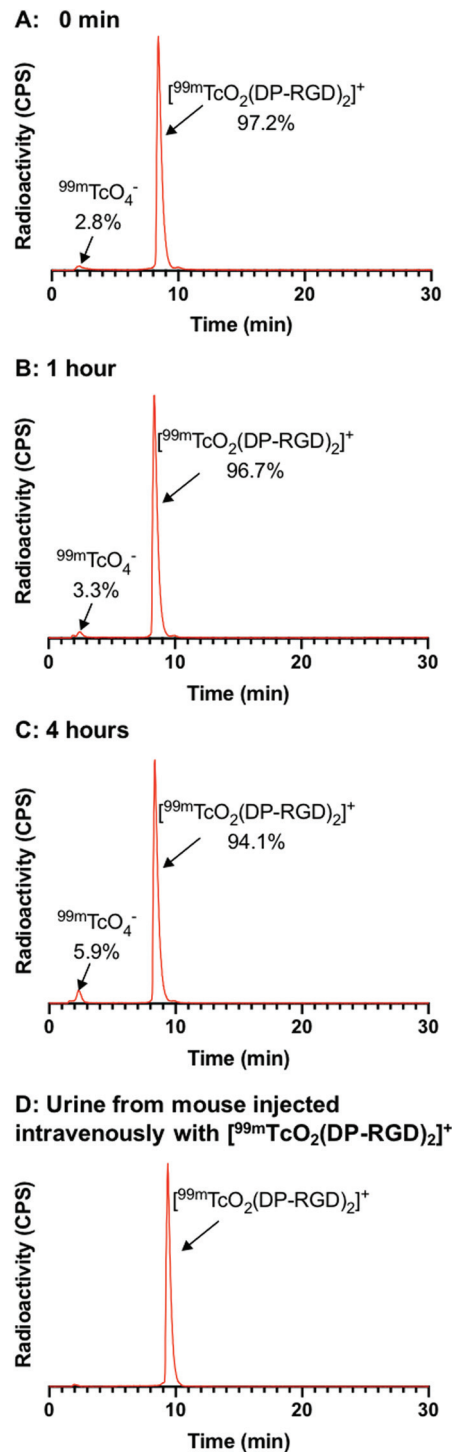 A: 0 min
Radioactivity (CPS)
[⁹⁹ᵐTcO₂(DP-RGD)₂]⁺
97.2%
⁹⁹ᵐTcO₄⁻
2.8%
0 10 20 30
Time (min)
B: 1 hour
Radioactivity (CPS)
[⁹⁹ᵐTcO₂(DP-RGD)₂]⁺
96.7%
⁹⁹ᵐTcO₄⁻
3.3%
0 10 20 30
Time (min)
C: 4 hours
Radioactivity (CPS)
[⁹⁹ᵐTcO₂(DP-RGD)₂]⁺
94.1%
⁹⁹ᵐTcO₄⁻
5.9%
0 10 20 30
Time (min)
D: Urine from mouse injected
intravenously with [⁹⁹ᵐTcO₂(DP-RGD)₂]⁺
Radioactivity (CPS)
[⁹⁹ᵐTcO₂(DP-RGD)₂]⁺
0 10 20 30
Time (min)